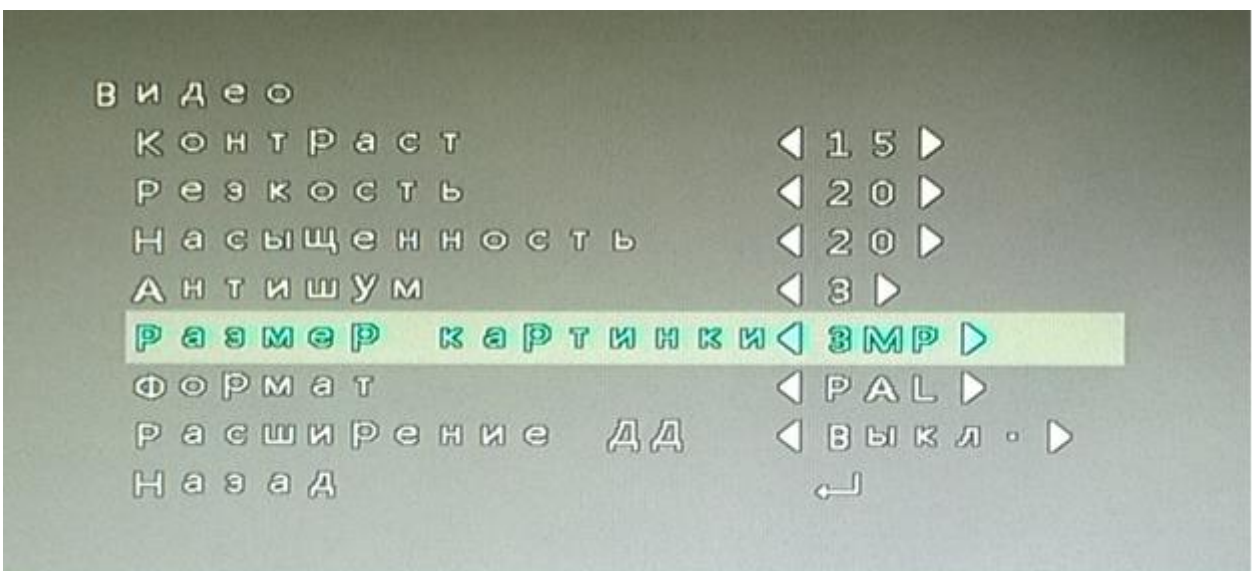 Видео
Контраст 15
Резкость 20
Насыщенность 20
Антишум 3
Размер картинки 3MP
Формат PAL
Расширение ДД Выкл.
Назад